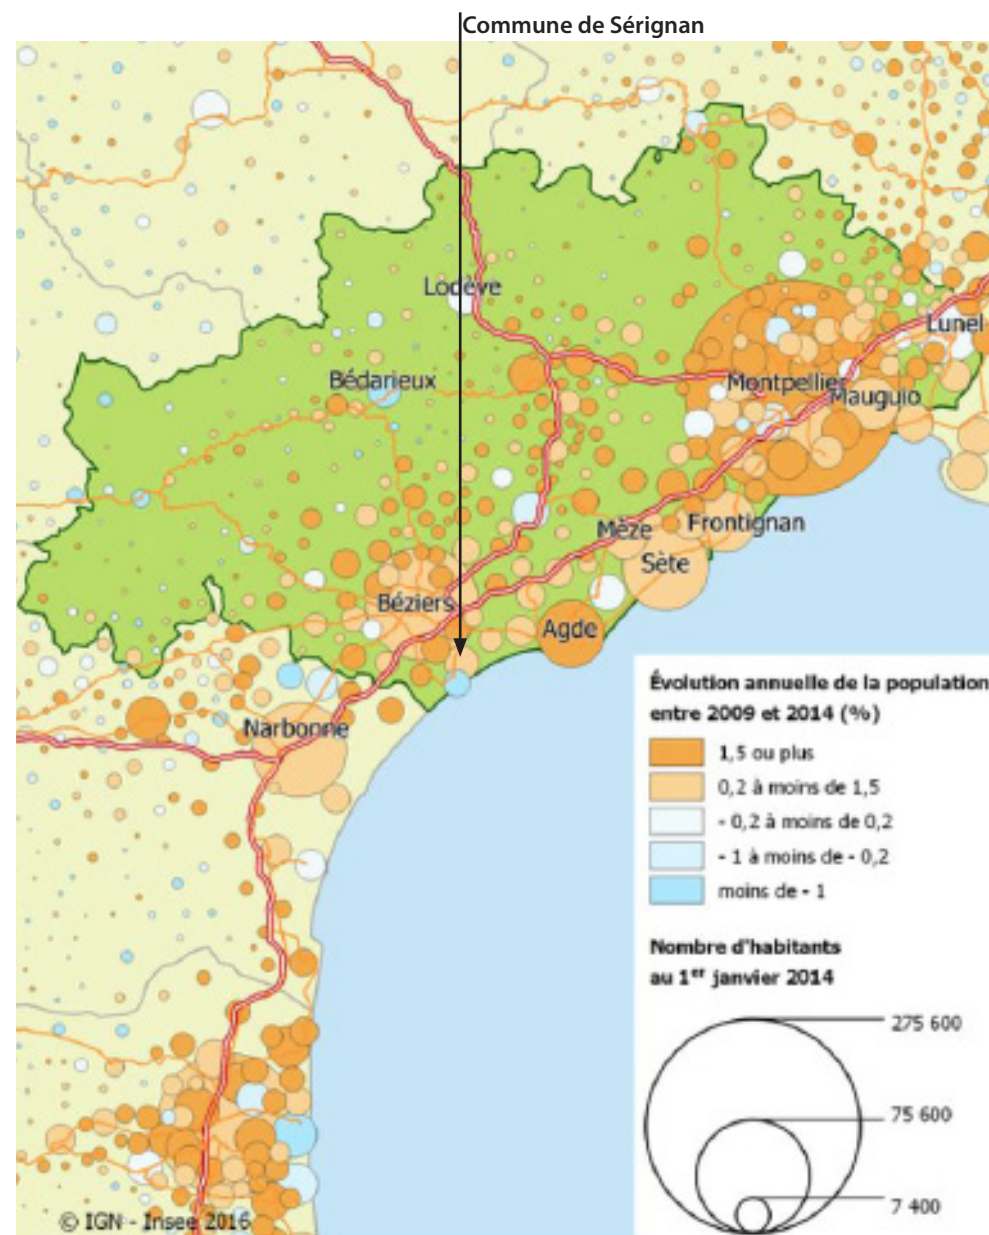 Commune de Sérignan
Lodève
Lunel
Bédarieux
Montpellier
Mauguio
Mèze
Frontignan
Sète
Béziers
Agde
Narbonne
Évolution annuelle de la population
entre 2009 et 2014 (%)
1,5 ou plus
0,2 à moins de 1,5
- 0,2 à moins de 0,2
- 1 à moins de - 0,2
moins de - 1
Nombre d'habitants
au 1er janvier 2014
275 600
75 600
7 400
© IGN - Insee 2016